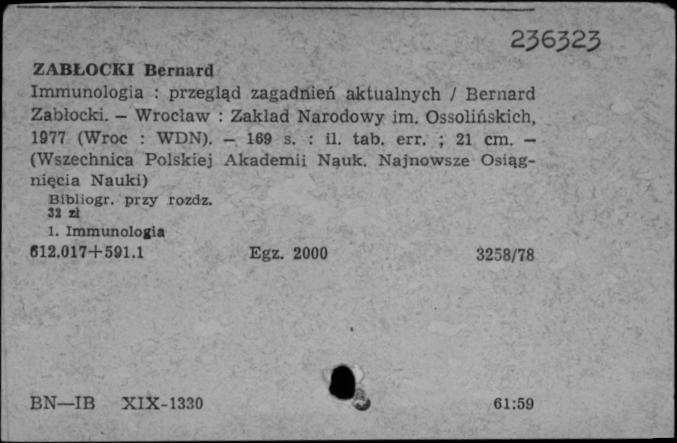 236323
ZABŁOCKI Bernard
Immunologia : przegląd zagadnień aktualnych / Bernard
Zabłocki. — Wrocław : Zakład Narodowy im. Ossolińskich,
1977 (Wroc : WDN). — 169 s. : il. tab. err. ; 21 cm. —
(Wszechnica Polskiej Akademii Nauk. Najnowsze Osiąg-
nięcia Nauki)
Bibliogr. przy rozdz.
32 zł
1. Immunologia
612.017+591.1 Egz. 2000 3258/78
BN—IB XIX-1330 61:59